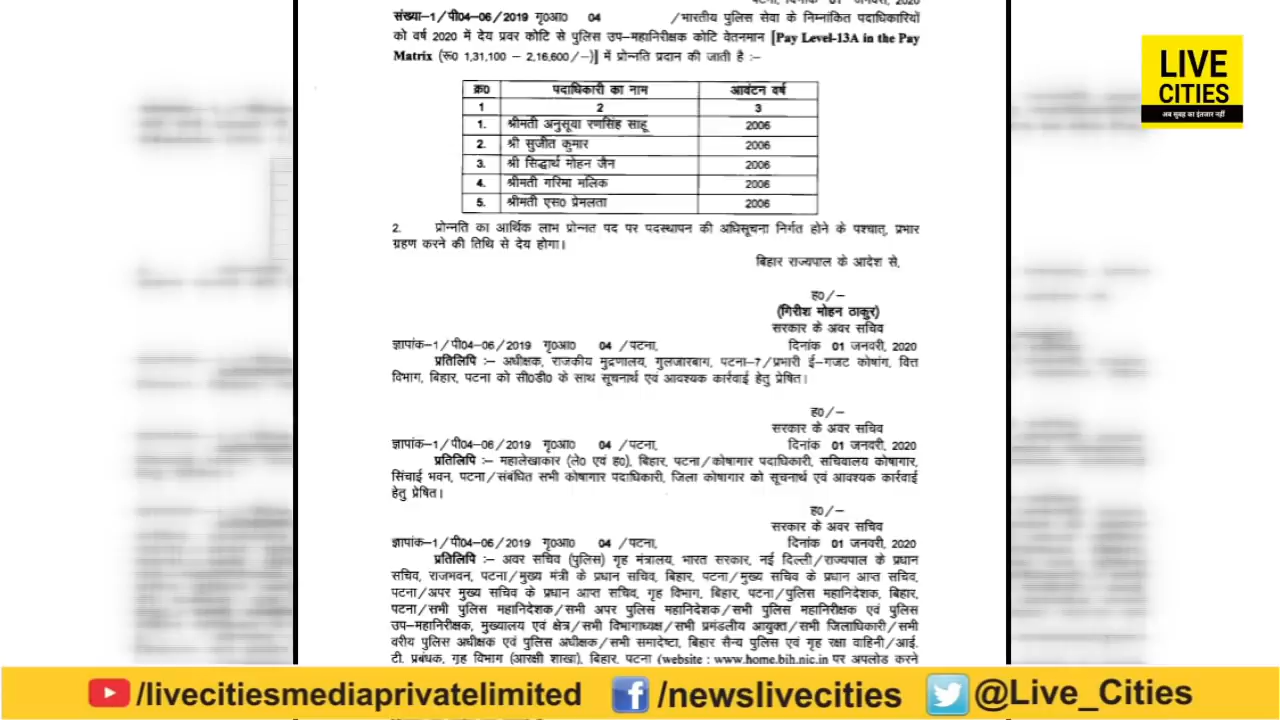 पटना, दिनांक 01 जनवरी, 2020
संख्या–1/पी04-06/2019 गृ0आ0 04 /भारतीय पुलिस सेवा के निम्नांकित पदाधिकारियों
को वर्ष 2020 में देय प्रवर कोटि से पुलिस उप–महानिरीक्षक कोटि वेतनमान [Pay Level-13A in the Pay
Matrix (रू0 1,31,100 – 2,16,600/–)] में प्रोन्नति प्रदान की जाती है :–
क्र0 पदाधिकारी का नाम आवंटन वर्ष
1 2 3
1. श्रीमती अनुसूया रणसिंह साहू 2006
2. श्री सुजीत कुमार 2006
3. श्री सिद्धार्थ मोहन जैन 2006
4. श्रीमती गरिमा मलिक 2006
5. श्रीमती एस0 प्रेमलता 2006
2. प्रोन्नति का आर्थिक लाभ प्रोन्नत पद पर पदस्थापन की अधिसूचना निर्गत होने के पश्चात्, प्रभार
ग्रहण करने की तिथि से देय होगा।
बिहार राज्यपाल के आदेश से,
ह0/–
(गिरीश मोहन ठाकुर)
सरकार के अवर सचिव
ज्ञापांक–1/पी04-06/2019 गृ0आ0 04 /पटना, दिनांक 01 जनवरी, 2020
प्रतिलिपि :– अधीक्षक, राजकीय मुद्रणालय, गुलजारबाग, पटना–7/प्रभारी ई–गजट कोषांग, वित्त
विभाग, बिहार, पटना को सी0डी0 के साथ सूचनार्थ एवं आवश्यक कार्रवाई हेतु प्रेषित।
ह0/–
सरकार के अवर सचिव
ज्ञापांक–1/पी04-06/2019 गृ0आ0 04 /पटना, दिनांक 01 जनवरी, 2020
प्रतिलिपि :– महालेखाकार (ले0 एवं ह0), बिहार, पटना/कोषागार पदाधिकारी, सचिवालय कोषागार,
सिंचाई भवन, पटना/संबंधित सभी कोषागार पदाधिकारी, जिला कोषागार को सूचनार्थ एवं आवश्यक कार्रवाई
हेतु प्रेषित।
ह0/–
सरकार के अवर सचिव
ज्ञापांक–1/पी04-06/2019 गृ0आ0 04 /पटना, दिनांक 01 जनवरी, 2020
प्रतिलिपि :– अवर सचिव (पुलिस) गृह मंत्रालय, भारत सरकार, नई दिल्ली/राज्यपाल के प्रधान
सचिव, राजभवन, पटना/मुख्य मंत्री के प्रधान सचिव, बिहार, पटना/मुख्य सचिव के प्रधान आप्त सचिव,
पटना/अपर मुख्य सचिव के प्रधान आप्त सचिव, गृह विभाग, बिहार, पटना/पुलिस महानिदेशक, बिहार,
पटना/सभी पुलिस महानिदेशक/सभी अपर पुलिस महानिदेशक/सभी पुलिस महानिरीक्षक एवं पुलिस
उप–महानिरीक्षक, मुख्यालय एवं क्षेत्र/सभी विभागाध्यक्ष/सभी प्रमंडलीय आयुक्त/सभी जिलाधिकारी/सभी
वरीय पुलिस अधीक्षक एवं पुलिस अधीक्षक/सभी समादेष्टा, बिहार सैन्य पुलिस एवं गृह रक्षा वाहिनी/आई.
टी. प्रबंधक, गृह विभाग (आरक्षी शाखा), बिहार, पटना (website : www.home.bih.nic.in पर अपलोड करने
LIVE
CITIES
अब सुबह का इंतजार नहीं
/livecitiesmediaprivatelimited /newslivecities @Live_Cities